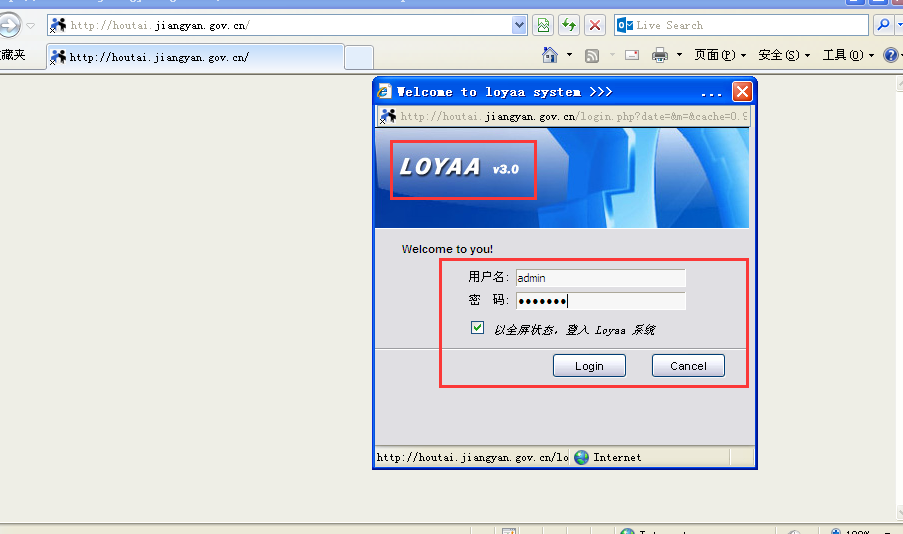 http://houtai.jiangyan.gov.cn/
Live Search
藏夹
http://houtai.jiangyan.gov.cn/
页面(P)
安全(S)
工具(O)
Welcome to loyaa system >>>
...
http://houtai.jiangyan.gov.cn/login.php?date=&m=&cache=0.9
LOYAA v3.0
Welcome to you!
用户名: admin
密 码:
以全屏状态，登入 Loyaa 系统
Login
Cancel
http://houtai.jiangyan.gov.cn/lo
Internet